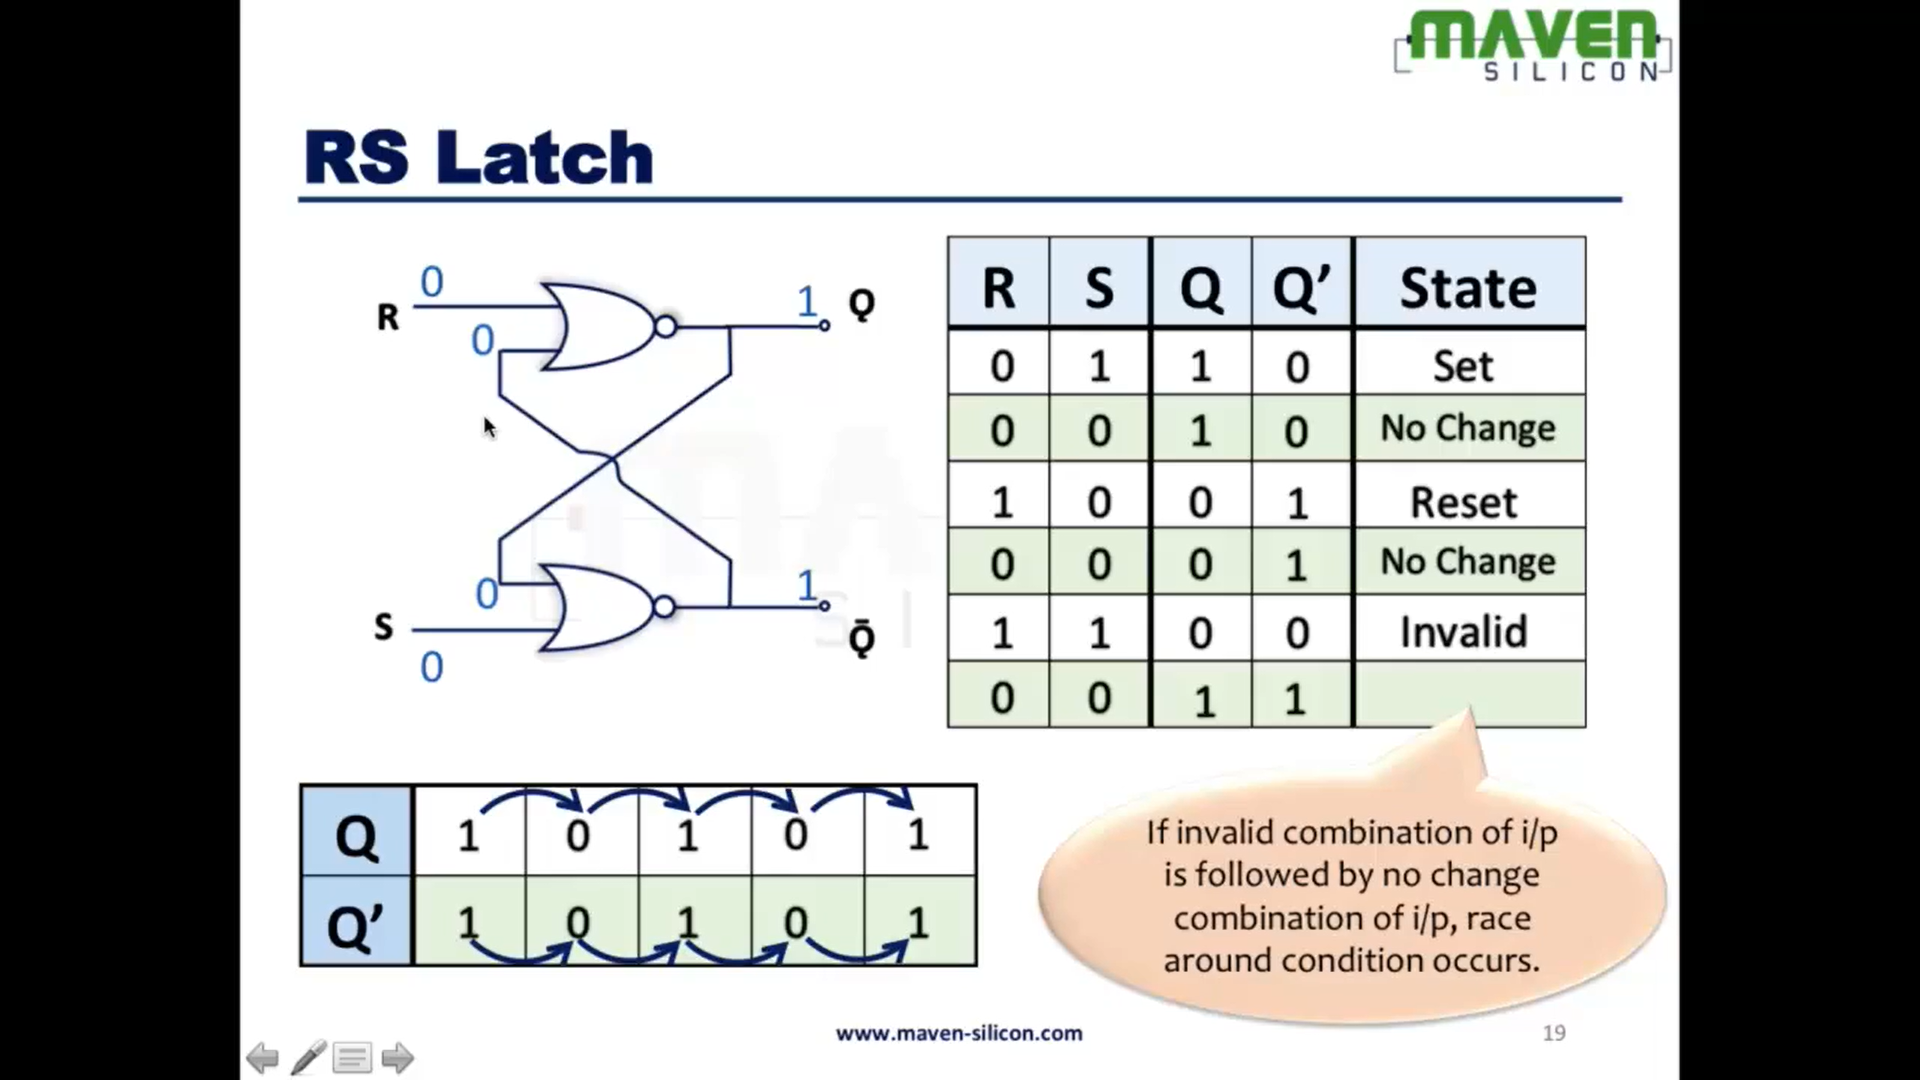 MAVEN
SILICON
RS Latch
R 0
0
1 Q
0
1
Q̄
S
0
R S Q Q’ State
0 1 1 0 Set
0 0 1 0 No Change
1 0 0 1 Reset
0 0 0 1 No Change
1 1 0 0 Invalid
0 0 1 1
Q 1 0 1 0 1
Q’ 1 0 1 0 1
If invalid combination of i/p
is followed by no change
combination of i/p, race
around condition occurs.
www.maven-silicon.com
19